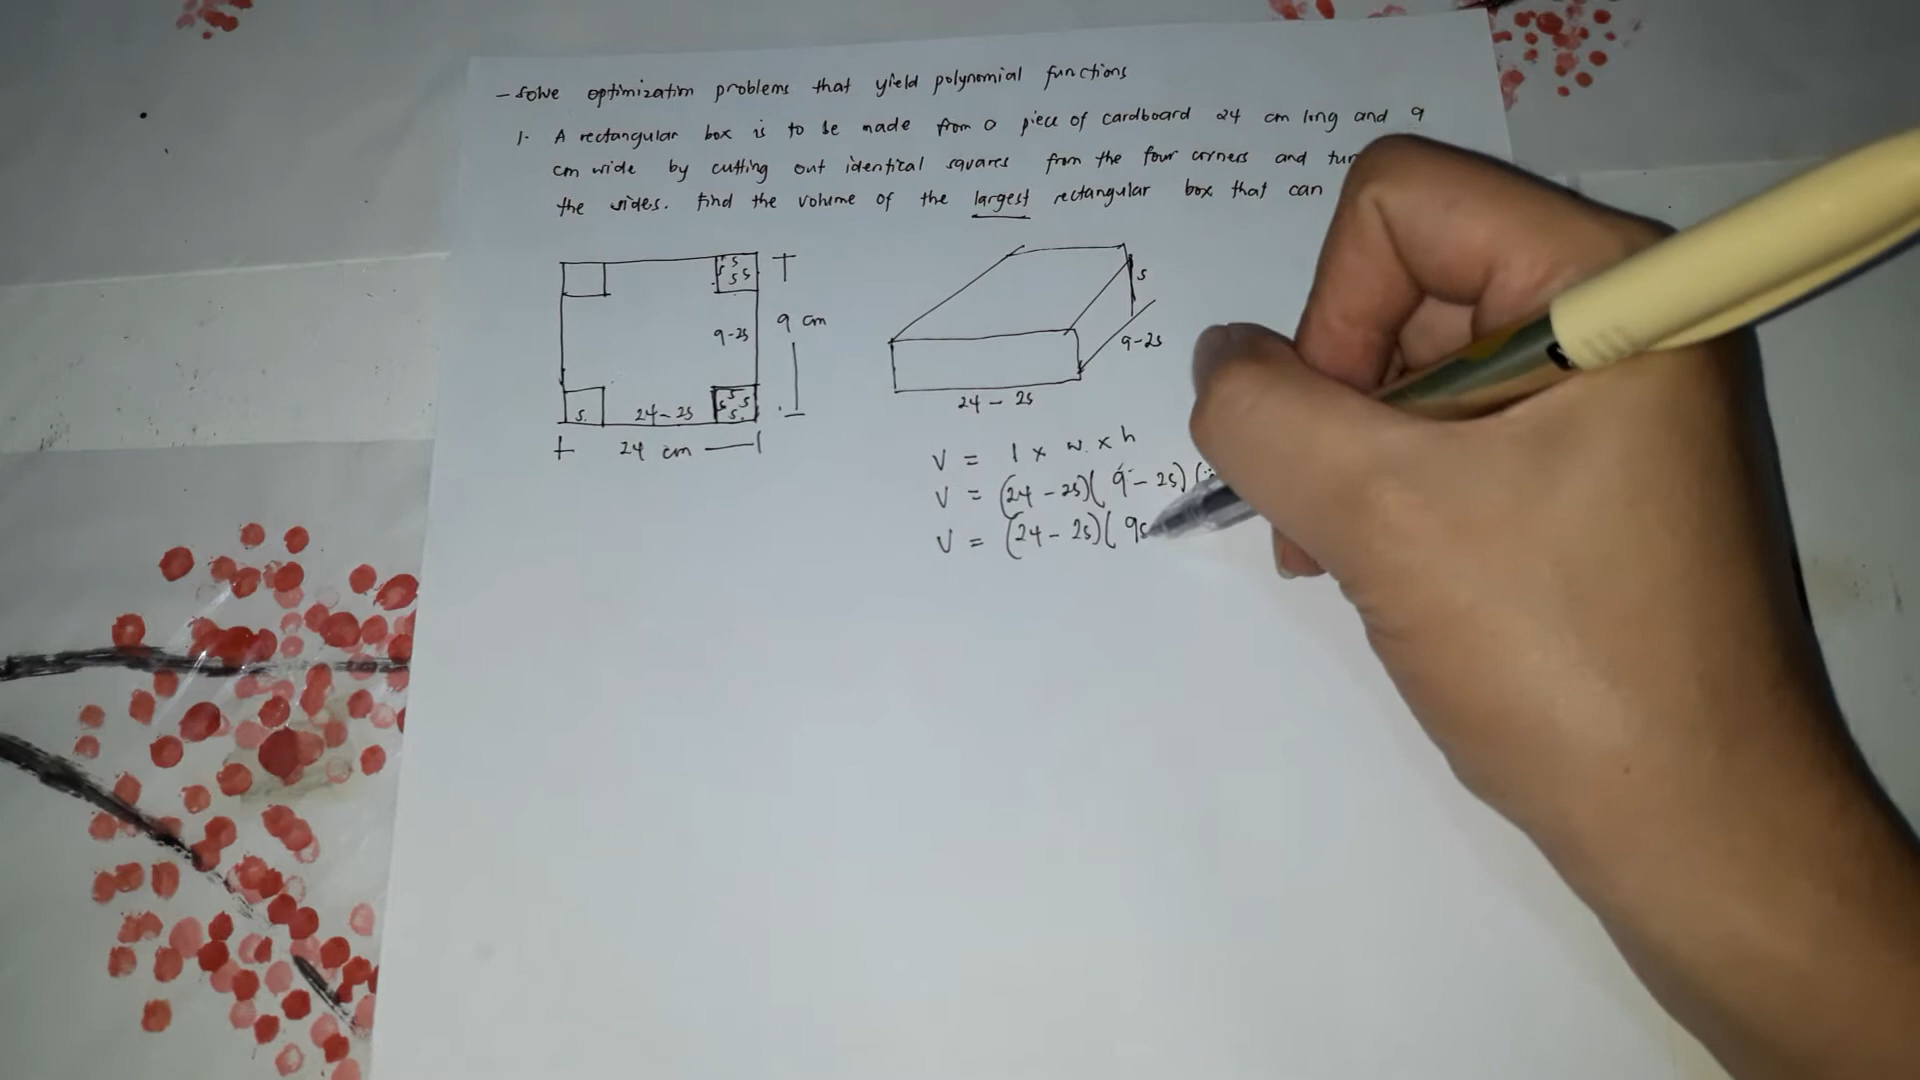 - Solve optimization problems that yield polynomial functions
1. A rectangular box is to be made from a piece of cardboard 24 cm long and 9
cm wide by cutting out identical squares from the four corners and
the sides. Find the volume of the largest rectangular box that can
s
s s
9-2s
9 cm
s.
24-2s
s s
s.
24 cm
s
9-2s
24 - 2s
V = l x w x h
V = (24 - 2s)( 9 - 2s) (
V = (24 - 2s)( 9s